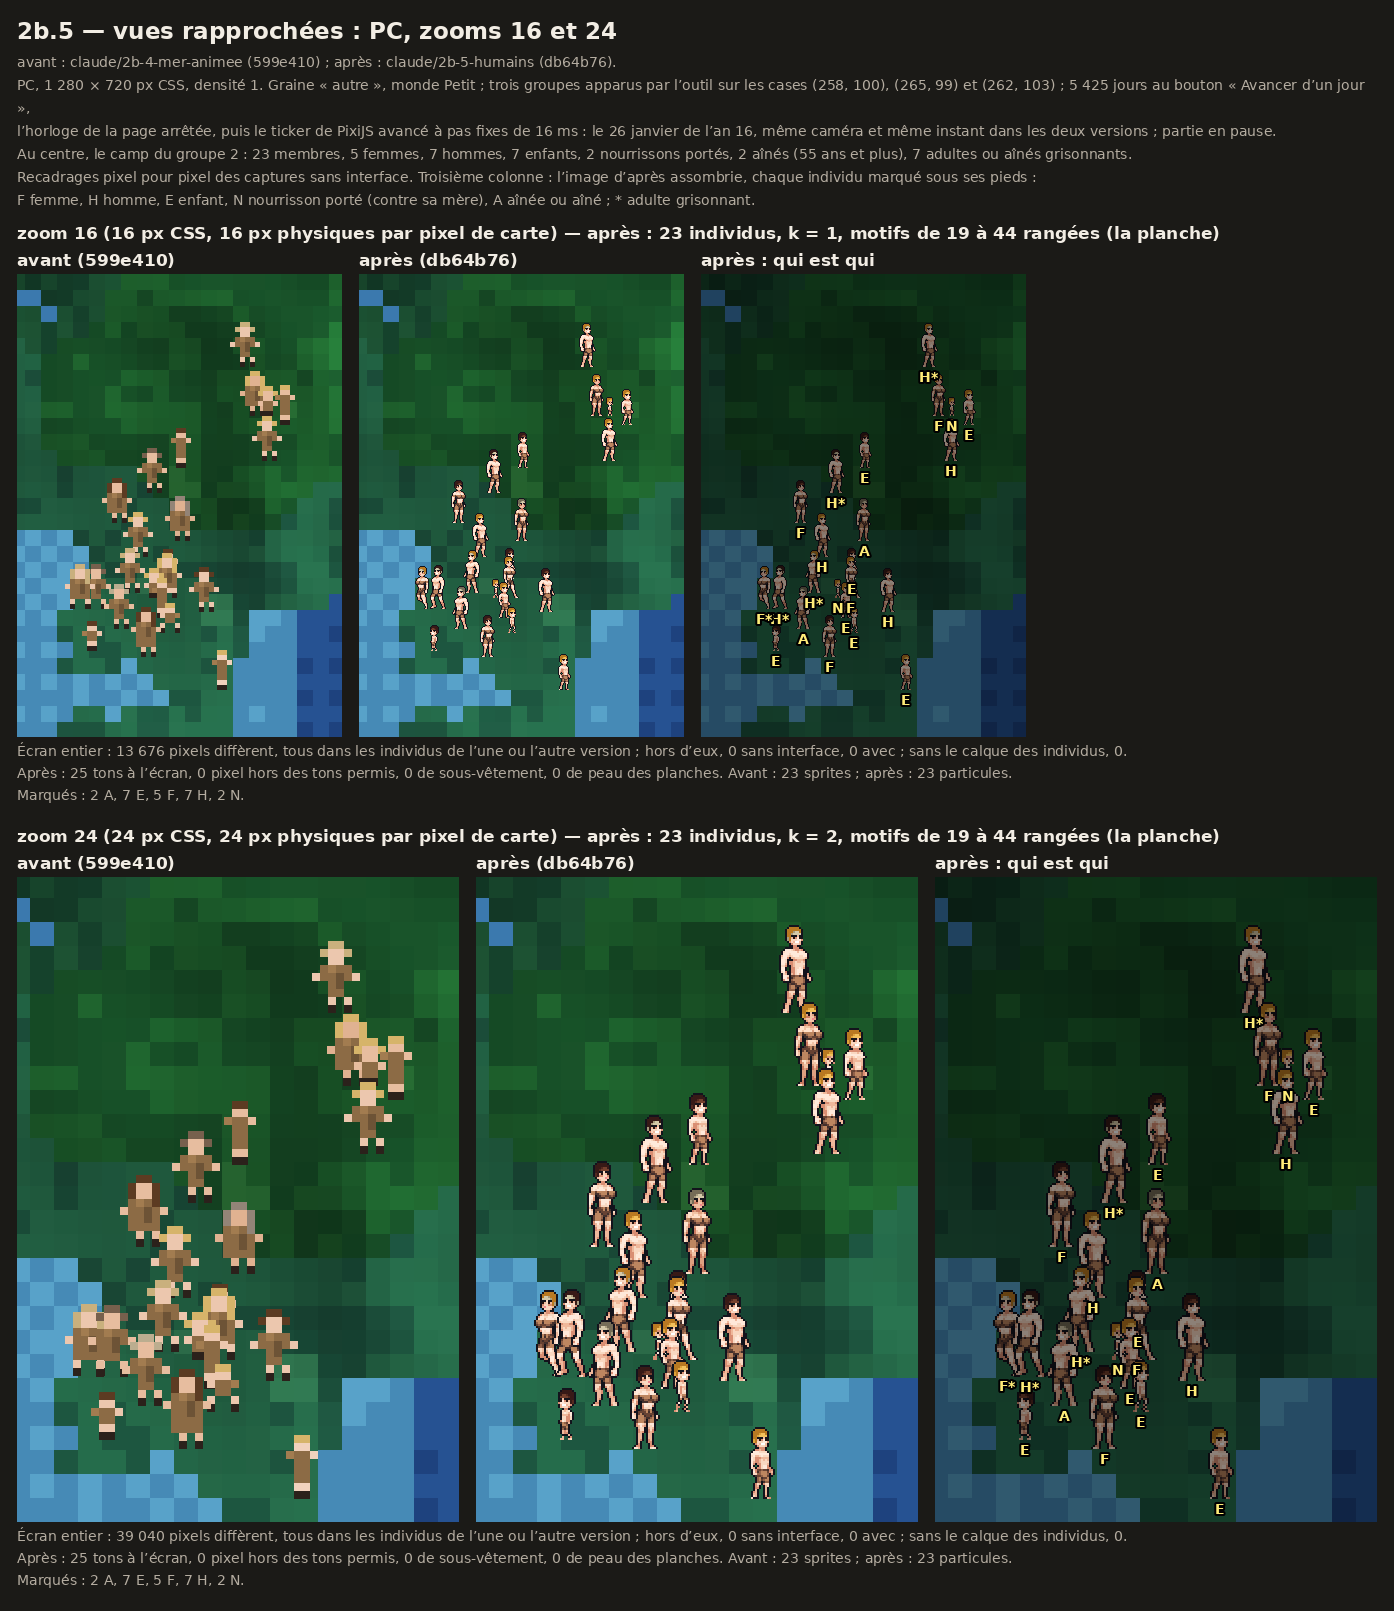 2b.5 — vues rapprochées : PC, zooms 16 et 24
avant : claude/2b-4-mer-animee (599e410) ; après : claude/2b-5-humains (db64b76).
PC, 1 280 × 720 px CSS, densité 1. Graine « autre », monde Petit ; trois groupes apparus par l’outil sur les cases (258, 100), (265, 99) et (262, 103) ; 5 425 jours au bouton « Avancer d’un jour
»,
l’horloge de la page arrêtée, puis le ticker de PixiJS avancé à pas fixes de 16 ms : le 26 janvier de l’an 16, même caméra et même instant dans les deux versions ; partie en pause.
Au centre, le camp du groupe 2 : 23 membres, 5 femmes, 7 hommes, 7 enfants, 2 nourrissons portés, 2 aînés (55 ans et plus), 7 adultes ou aînés grisonnants.
Recadrages pixel pour pixel des captures sans interface. Troisième colonne : l’image d’après assombrie, chaque individu marqué sous ses pieds :
F femme, H homme, E enfant, N nourrisson porté (contre sa mère), A aînée ou aîné ; * adulte grisonnant.
zoom 16 (16 px CSS, 16 px physiques par pixel de carte) — après : 23 individus, k = 1, motifs de 19 à 44 rangées (la planche)
avant (599e410)
après (db64b76)
après : qui est qui
H*
F N
E
H
E
H*
F
A
H
E
H*
N F
F* H*
H
E
A
E
E
F
E
Écran entier : 13 676 pixels diffèrent, tous dans les individus de l’une ou l’autre version ; hors d’eux, 0 sans interface, 0 avec ; sans le calque des individus, 0.
Après : 25 tons à l’écran, 0 pixel hors des tons permis, 0 de sous-vêtement, 0 de peau des planches. Avant : 23 sprites ; après : 23 particules.
Marqués : 2 A, 7 E, 5 F, 7 H, 2 N.
zoom 24 (24 px CSS, 24 px physiques par pixel de carte) — après : 23 individus, k = 2, motifs de 19 à 44 rangées (la planche)
avant (599e410)
après (db64b76)
après : qui est qui
H*
F N
E
H
E
H*
F
A
H
E
H*
N F
F* H*
H
E
A
E
E
F
E
Écran entier : 39 040 pixels diffèrent, tous dans les individus de l’une ou l’autre version ; hors d’eux, 0 sans interface, 0 avec ; sans le calque des individus, 0.
Après : 25 tons à l’écran, 0 pixel hors des tons permis, 0 de sous-vêtement, 0 de peau des planches. Avant : 23 sprites ; après : 23 particules.
Marqués : 2 A, 7 E, 5 F, 7 H, 2 N.